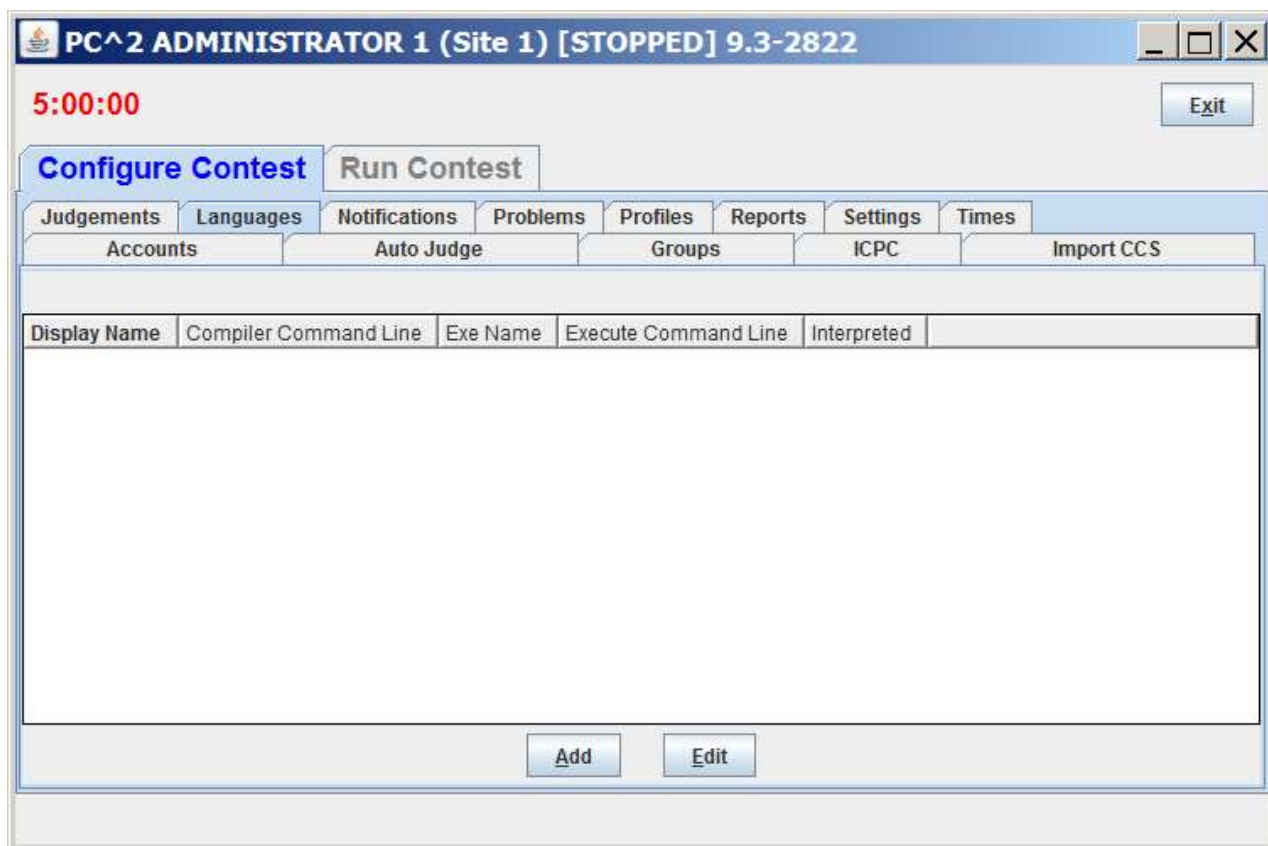 PC^2 ADMINISTRATOR 1 (Site 1) [STOPPED] 9.3-2822
5:00:00 Exit
Configure Contest Run Contest
Judgements Languages Notifications Problems Profiles Reports Settings Times
Accounts Auto Judge Groups ICPC Import CCS
Display Name Compiler Command Line Exe Name Execute Command Line Interpreted
Add Edit